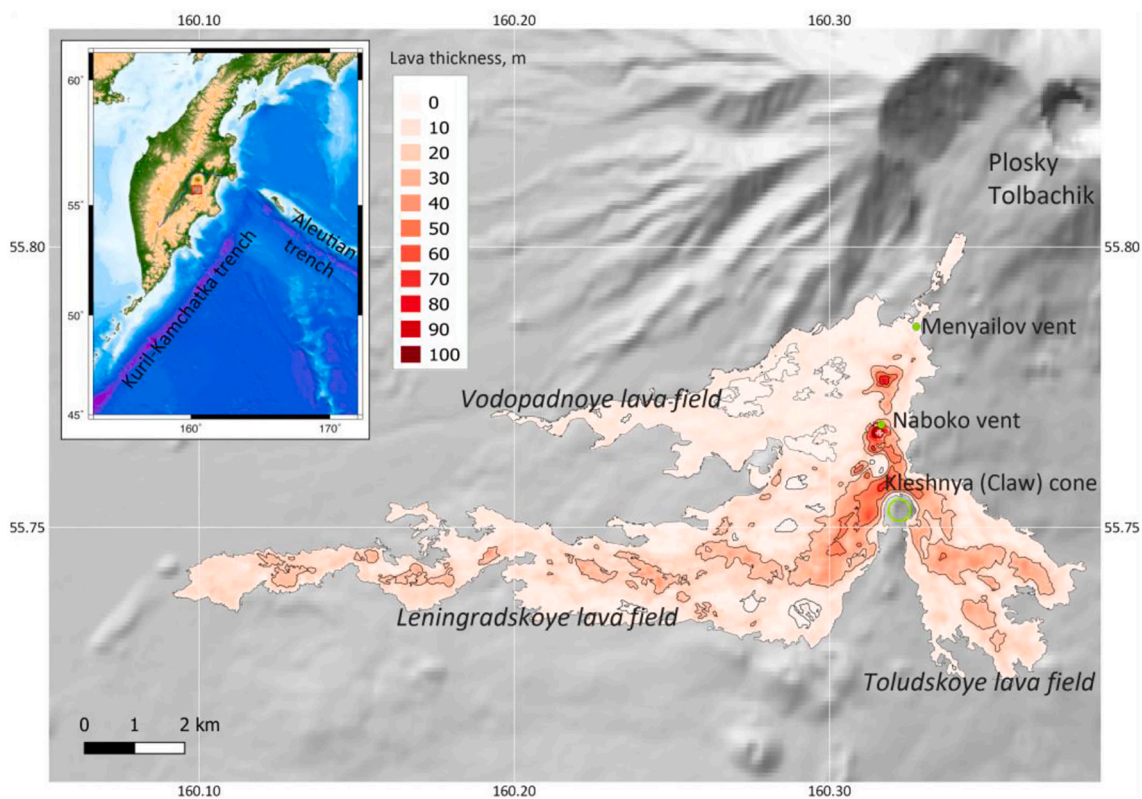 160.10 160.20 160.30
Lava thickness, m
0
10
20
30
40
50
60
70
80
90
100
60°
55°
50°
45°
160°
170°
Kuril-Kamchatka trench
Aleutian
trench
Plosky
Tolbachik
55.80 55.80
Menyailov vent
Vodopadnoye lava field
Naboko vent
Kleshnya (Claw) cone
55.75 55.75
Leningradskoye lava field
Toludskoye lava field
0 1 2 km
160.10 160.20 160.30